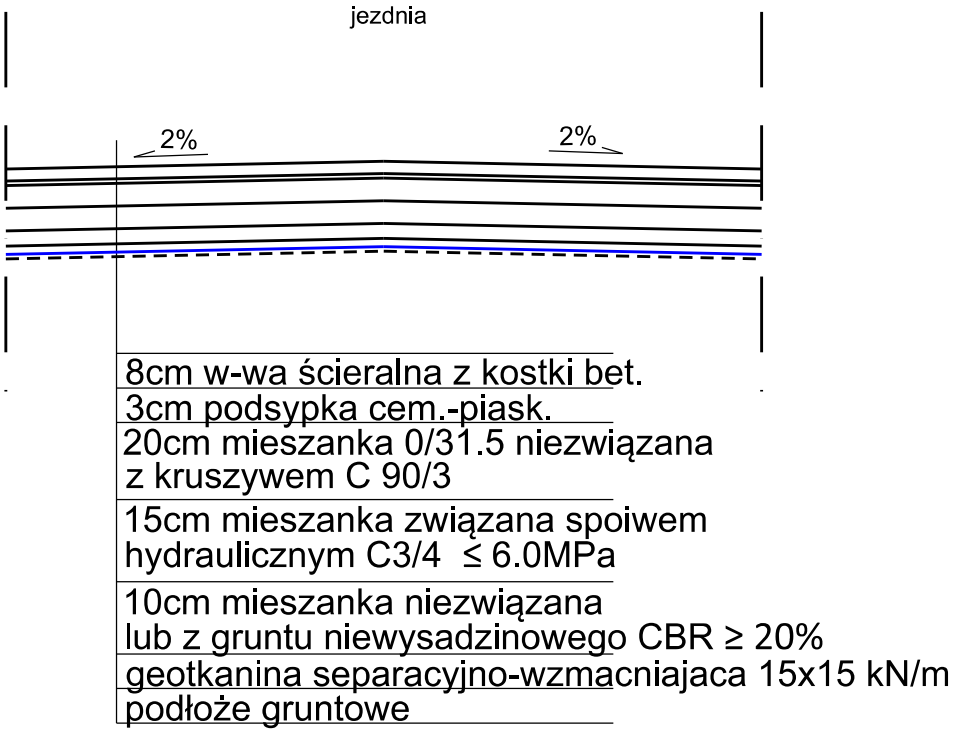 jezdnia
2%
2%
8cm w-wa ścieralna z kostki bet.
3cm podsypka cem.-piask.
20cm mieszanka 0/31.5 niezwiązana
z kruszywem C 90/3
15cm mieszanka związana spoiwem
hydraulicznym C3/4 ≤ 6.0MPa
10cm mieszanka niezwiązana
lub z gruntu niewysadzinowego CBR ≥ 20%
geotkanina separacyjno-wzmacniajaca 15x15 kN/m
podłoże gruntowe